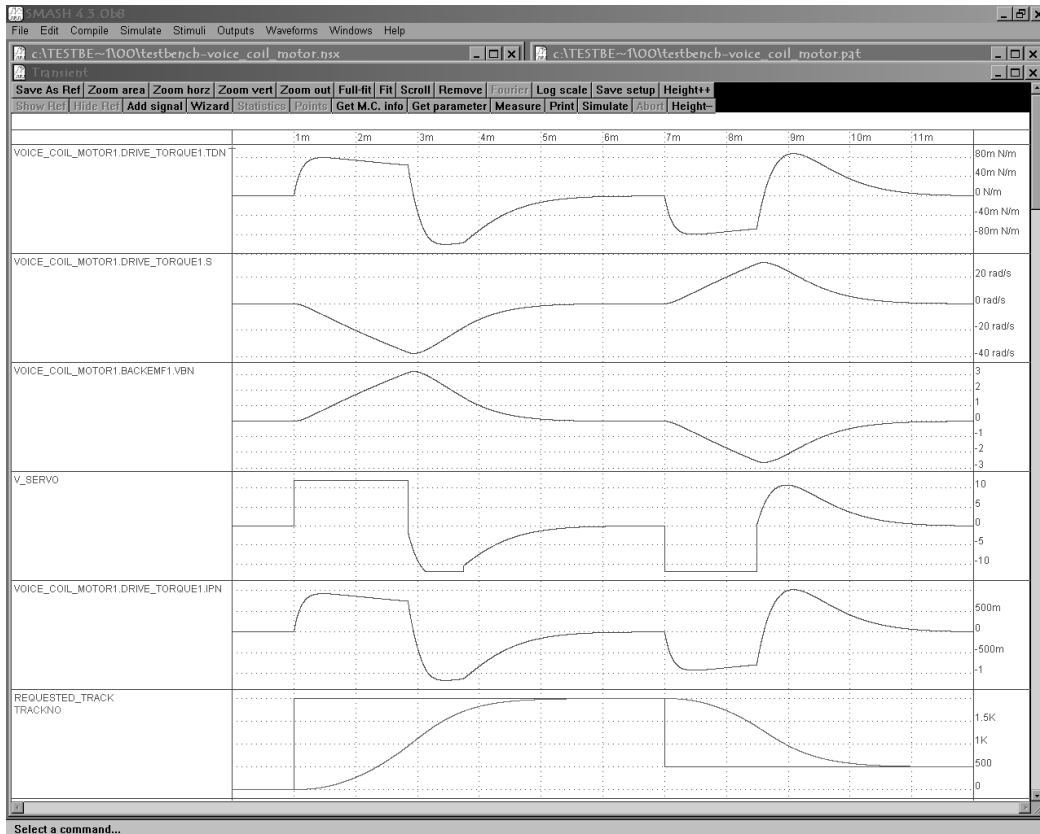 SMASH 4.3.0b8
File Edit Compile Simulate Stimuli Outputs Waveforms Windows Help
c:\TESTBE~1\OO\testbench-voice_coil_motor.nsx
c:\TESTBE~1\OO\testbench-voice_coil_motor.pat
Transient
Save As Ref Zoom area Zoom horz Zoom vert Zoom out Full-fit Fit Scroll Remove Fourier Log scale Save setup Height++
Show Ref Hide Ref Add signal Wizard Statistics Points Get M.C. info Get parameter Measure Print Simulate Abort Height--
1m 2m 3m 4m 5m 6m 7m 8m 9m 10m 11m
VOICE_COIL_MOTOR1.DRIVE_TORQUE1.TDN
80m N/m
40m N/m
0 N/m
-40m N/m
-80m N/m
VOICE_COIL_MOTOR1.DRIVE_TORQUE1.S
20 rad/s
0 rad/s
-20 rad/s
-40 rad/s
VOICE_COIL_MOTOR1.BACKEMF1.VBN
3
2
1
0
-1
-2
-3
V_SERVO
10
5
0
-5
-10
VOICE_COIL_MOTOR1.DRIVE_TORQUE1.IPN
500m
0
-500m
-1
REQUESTED_TRACK
TRACKNO
1.5K
1K
500
0
Select a command...